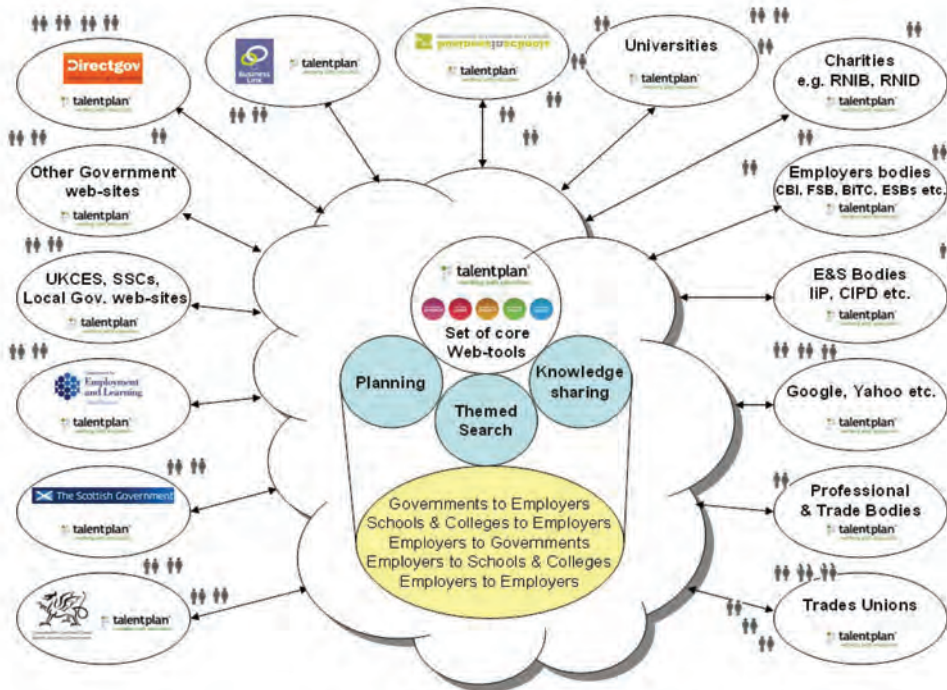 Directgov
talentplan
BUSINESS
LINK
talentplan
talentplan
Universities
talentplan
Charities
e.g. RNIB, RNID
talentplan
Other Government
web-sites
talentplan
Employers bodies
CBI, FSB, BiTC, ESBs etc.
talentplan
UKCES, SSCs,
Local Gov. web-sites
talentplan
E&S Bodies
IiP, CIPD etc.
talentplan
Employment
and Learning
talentplan
Google, Yahoo etc.
talentplan
The Scottish Government
talentplan
Professional
& Trade Bodies
talentplan
talentplan
Trades Unions
talentplan
talentplan
Set of core
Web-tools
Planning
Themed
Search
Knowledge
sharing
Governments to Employers
Schools & Colleges to Employers
Employers to Governments
Employers to Schools & Colleges
Employers to Employers